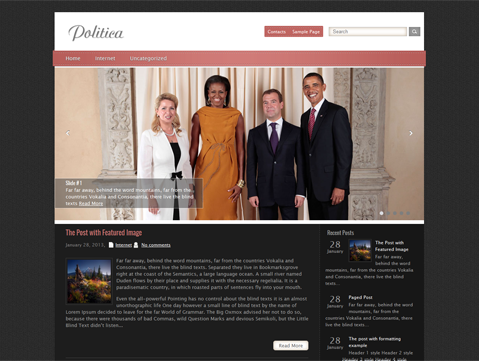 Politica
Contacts Sample Page
Search
Home Internet Uncategorized
Slide # 1
Far far away, behind the word mountains, far from the
countries Vokalia and Consonantia, there live the blind
texts Read More
The Post with Featured Image
January 28, 2013, Internet No comments
Far far away, behind the word mountains, far from the countries Vokalia and
Consonantia, there live the blind texts. Separated they live in Bookmarksgrove
right at the coast of the Semantics, a large language ocean. A small river named
Duden flows by their place and supplies it with the necessary regelialia. It is a
paradisematic country, in which roasted parts of sentences fly into your mouth.
Even the all-powerful Pointing has no control about the blind texts it is an almost
unorthographic life One day however a small line of blind text by the name of
Lorem Ipsum decided to leave for the far World of Grammar. The Big Oxmox advised her not to do so,
because there were thousands of bad Commas, wild Question Marks and devious Semikoli, but the Little
Blind Text didn't listen...
Read More
Recent Posts
28
January
The Post with
Featured Image
Far far away,
behind the word
mountains, far from the countries Vokalia
and Consonantia, there live the blind
texts...
28
January
Paged Post
Far far away, behind the word
mountains, far from the
countries Vokalia and Consonantia, there
live the blind texts...
28
January
The post with formatting
example
Header 1 style Header 2 style